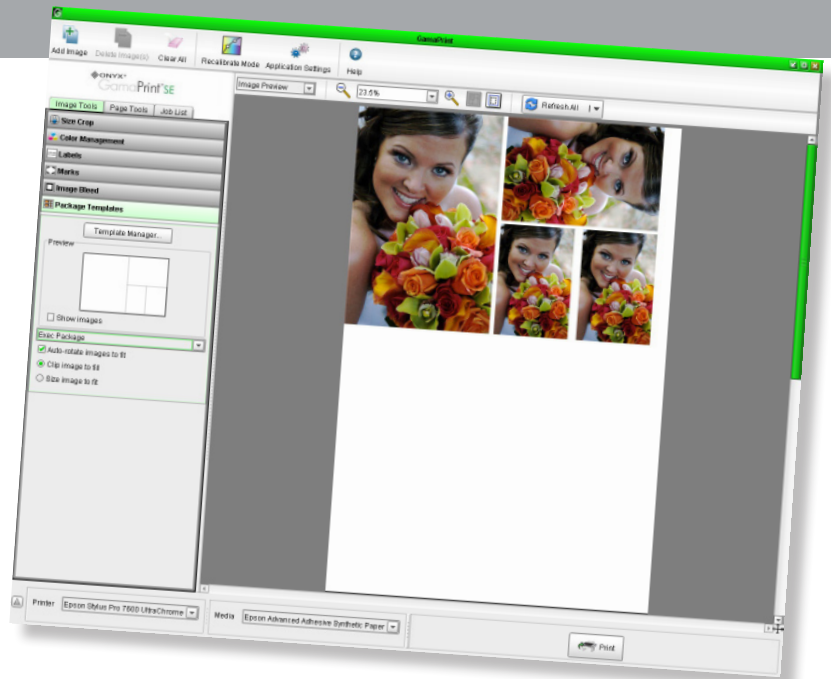 GamaPrint
Add Image
Delete Image(s)
Clear All
Recalibrate Mode
Application Settings
Help
ONYX
GamaPrint SE
Image Tools
Page Tools
Job List
Size Crop
Color Management
Labels
Marks
Image Bleed
Package Templates
Template Manager...
Preview
Show images
Exec Package
Auto-rotate images to fit
Clip image to fill
Size image to fit
Image Preview
23.5%
Refresh All
Printer
Epson Stylus Pro 7600 UltraChrome
Media
Epson Advanced Adhesive Synthetic Paper
Print